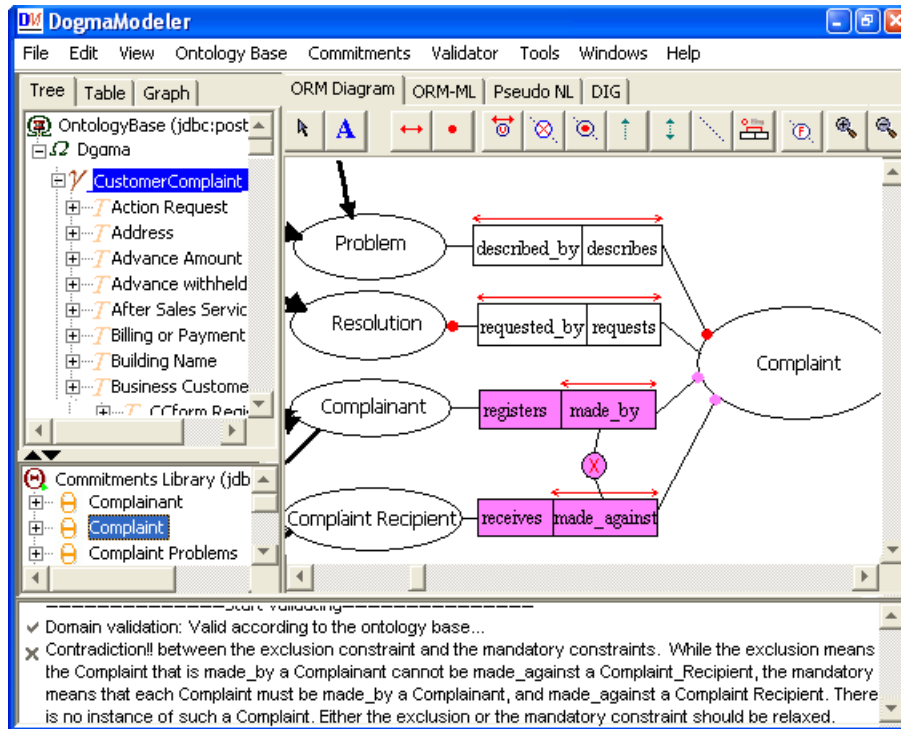 DM DogmaModeler
File Edit View Ontology Base Commitments Validator Tools Windows Help
Tree Table Graph
ORM Diagram ORM-ML Pseudo NL DIG
A U F
OntologyBase (jdbc:post
Ω Dgɑma
γ CustomerComplaint
T Action Request
T Address
T Advance Amount
T Advance withheld
T After Sales Servic
T Billing or Payment
T Building Name
T Business Custome
T CCform Regi
Problem
described_by describes
Resolution
requested_by requests
Complaint
Complainant
registers made_by
X
Complaint Recipient
receives made_against
Commitments Library (jdb
Complainant
Complaint
Complaint Problems
==============Start validating===============
Domain validation: Valid according to the ontology base...
Contradiction!! between the exclusion constraint and the mandatory constraints. While the exclusion means
the Complaint that is made_by a Complainant cannot be made_against a Complaint_Recipient, the mandatory
means that each Complaint must be made_by a Complainant, and made_against a Complaint Recipient. There
is no instance of such a Complaint. Either the exclusion or the mandatory constraint should be relaxed.